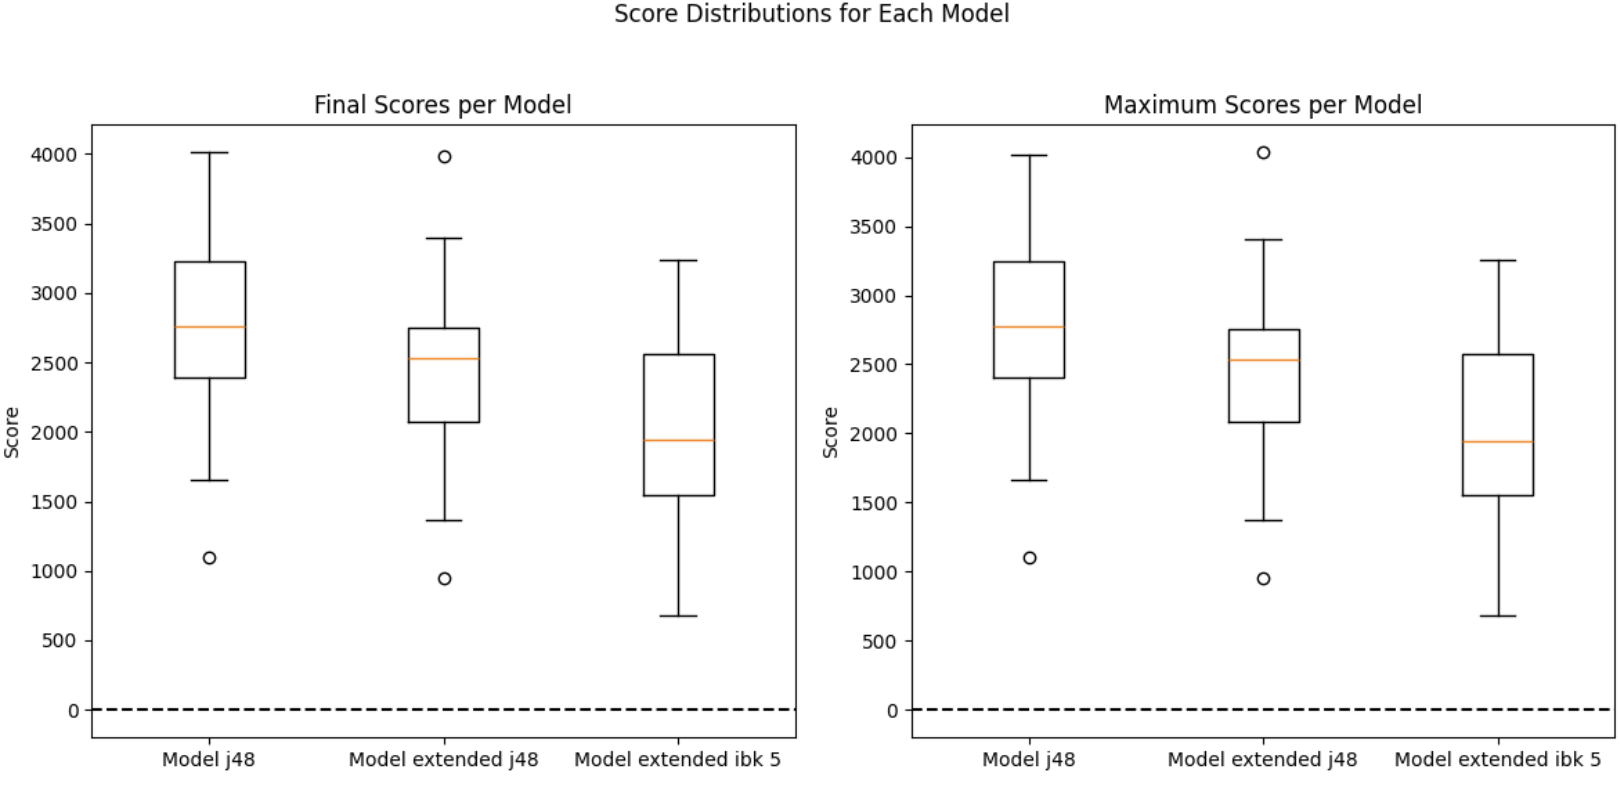 Score Distributions for Each Model
Final Scores per Model
Score
4000
3500
3000
2500
2000
1500
1000
500
0
Model j48
Model extended j48
Model extended ibk 5
Maximum Scores per Model
Score
4000
3500
3000
2500
2000
1500
1000
500
0
Model j48
Model extended j48
Model extended ibk 5